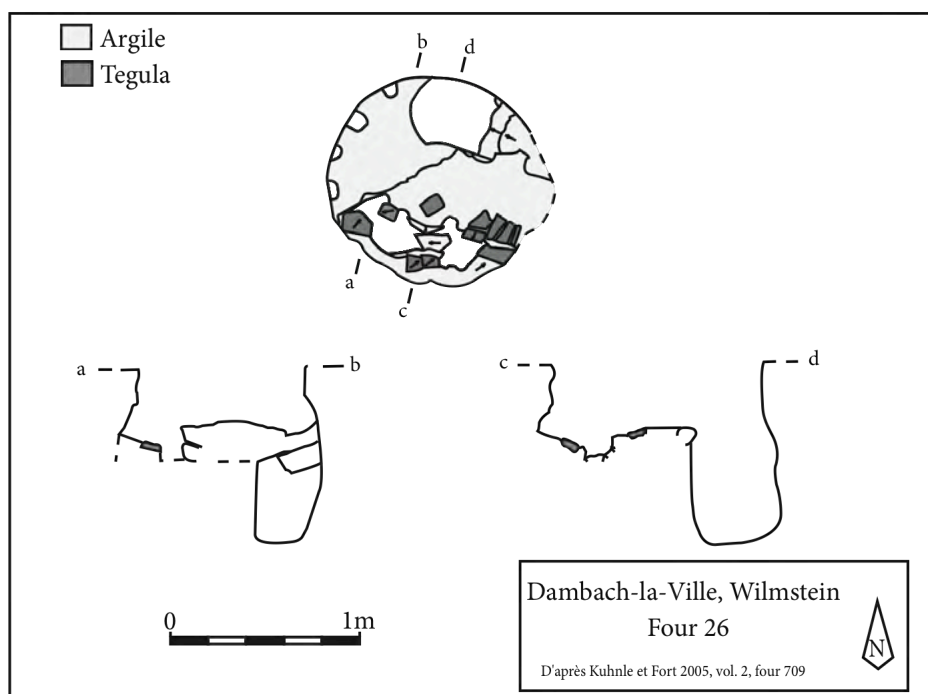 Argile
Tegula
b d
a
c
a b
c d
0 1m
Dambach-la-Ville, Wilmstein
Four 26
N
D'après Kuhnle et Fort 2005, vol. 2, four 709